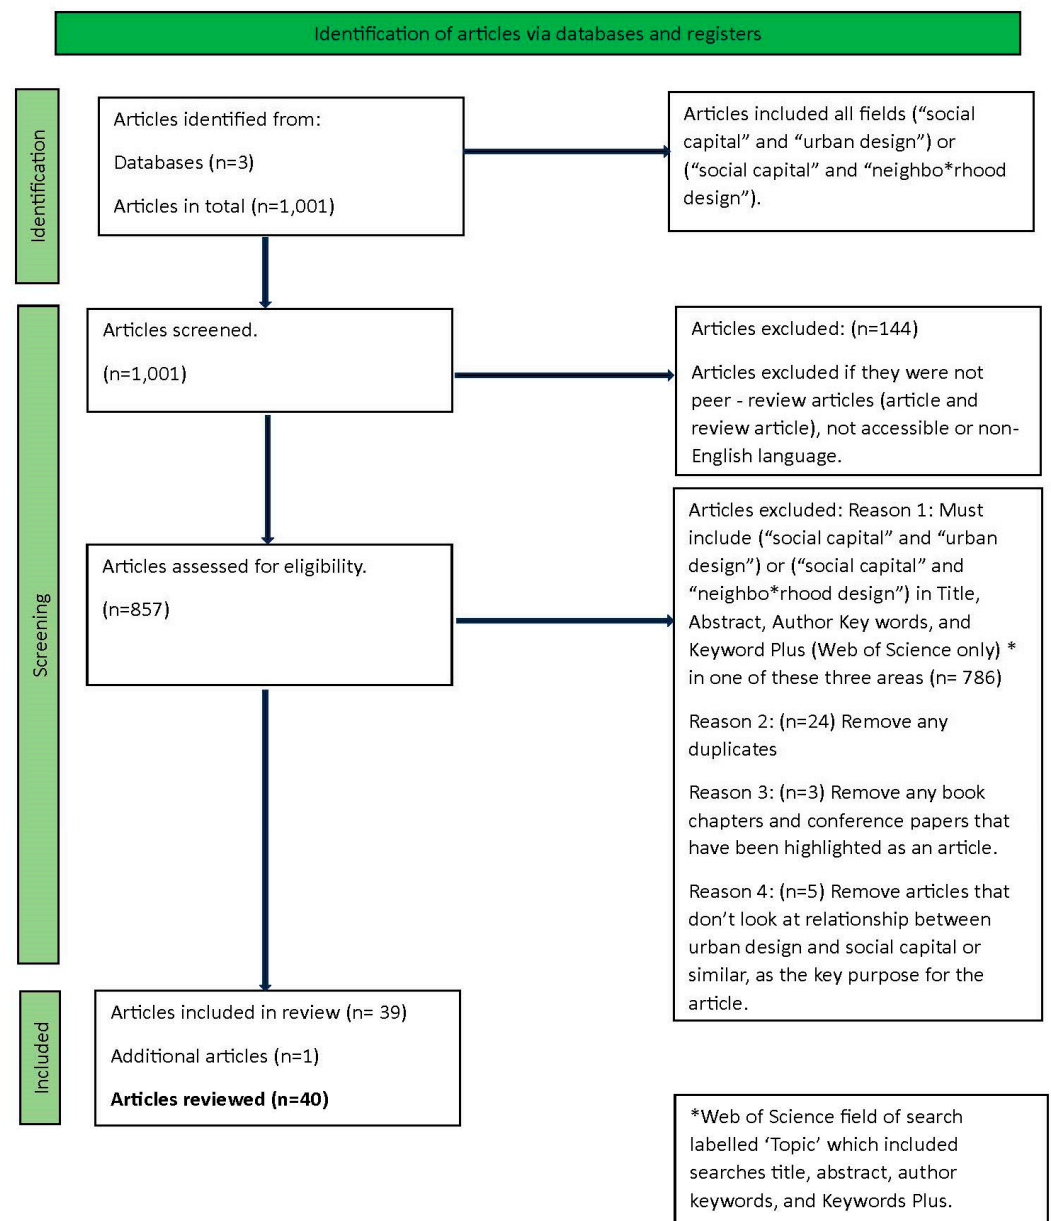 Identification of articles via databases and registers
Identification
Articles identified from:
Databases (n=3)
Articles in total (n=1,001)
Articles included all fields (“social
capital” and “urban design”) or
(“social capital” and “neighbo*rhood
design”).
Screening
Articles screened.
(n=1,001)
Articles excluded: (n=144)
Articles excluded if they were not
peer - review articles (article and
review article), not accessible or non-
English language.
Articles assessed for eligibility.
(n=857)
Articles excluded: Reason 1: Must
include (“social capital” and “urban
design”) or (“social capital” and
“neighbo*rhood design”) in Title,
Abstract, Author Key words, and
Keyword Plus (Web of Science only) *
in one of these three areas (n= 786)
Reason 2: (n=24) Remove any
duplicates
Reason 3: (n=3) Remove any book
chapters and conference papers that
have been highlighted as an article.
Reason 4: (n=5) Remove articles that
don’t look at relationship between
urban design and social capital or
similar, as the key purpose for the
article.
Included
Articles included in review (n= 39)
Additional articles (n=1)
Articles reviewed (n=40)
*Web of Science field of search
labelled ‘Topic’ which included
searches title, abstract, author
keywords, and Keywords Plus.